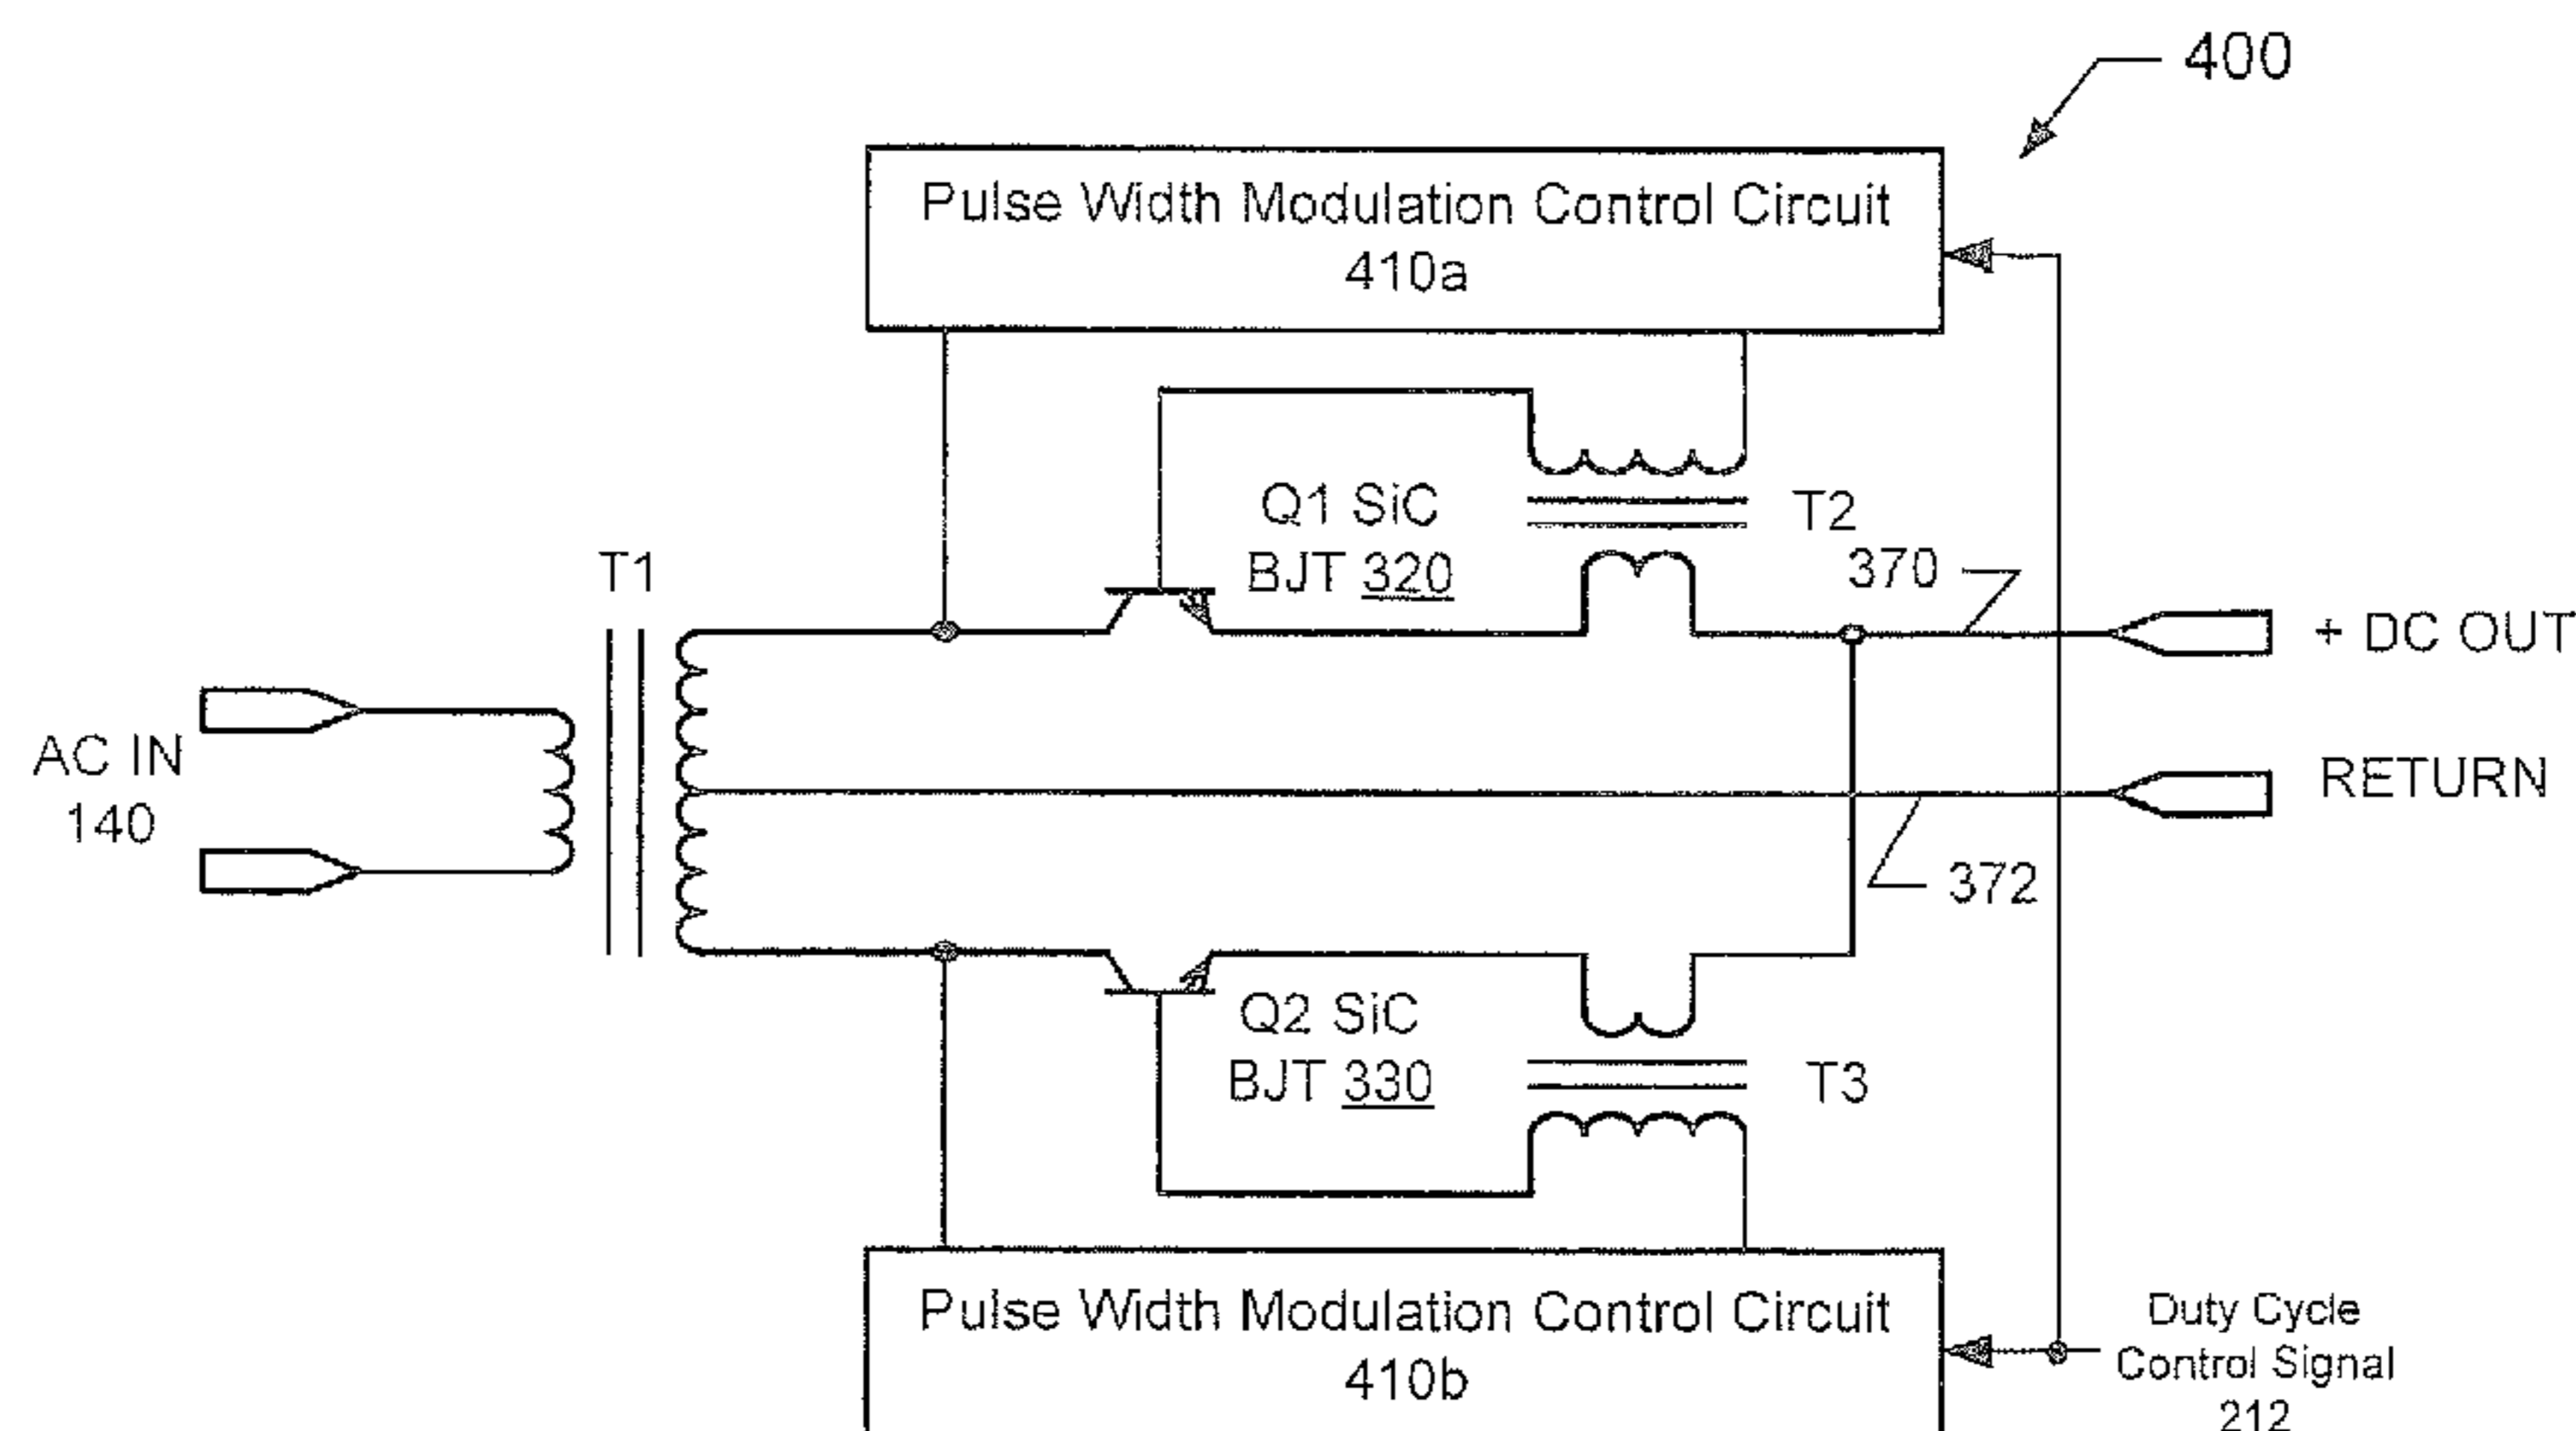 400
Pulse Width Modulation Control Circuit
410a
Q1 SiC
BJT 320
T2
370
T1
+ DC OUT
AC IN
140
RETURN
372
Q2 SiC
BJT 330
T3
Pulse Width Modulation Control Circuit
410b
Duty Cycle
Control Signal
212